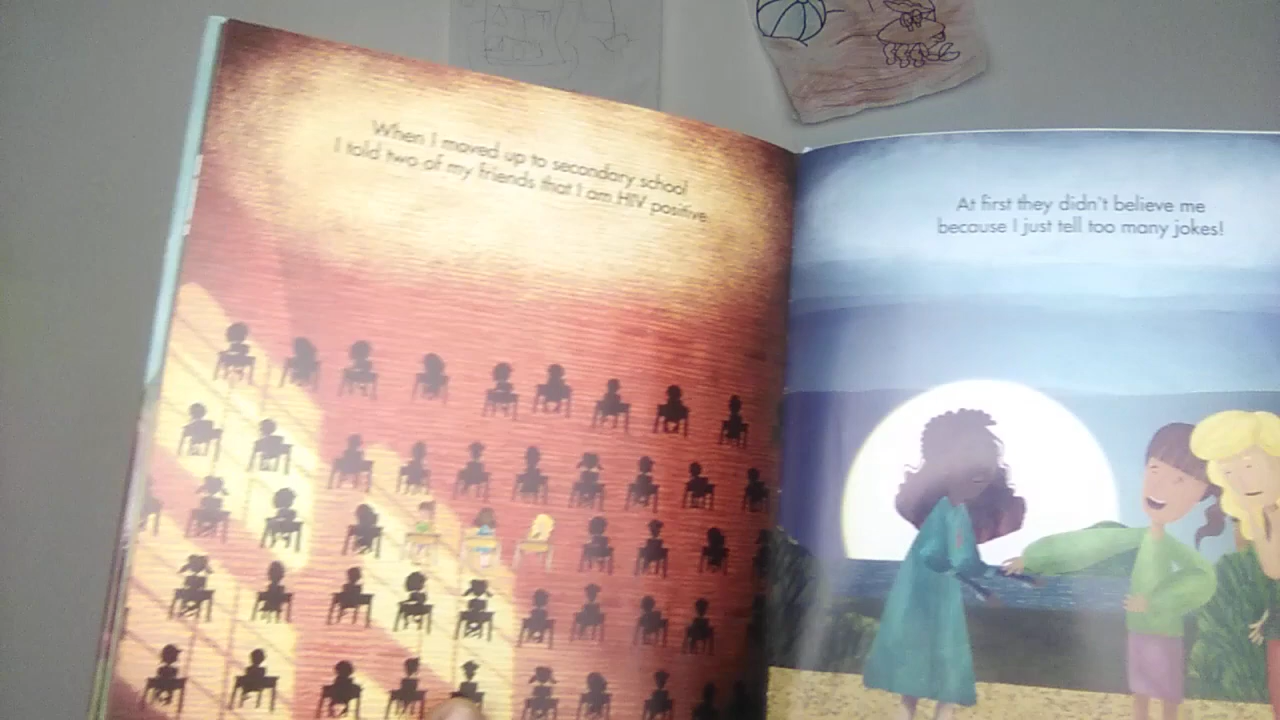 When I moved up to secondary school
I told two of my friends that I am HIV positive
At first they didn't believe me
because I just tell too many jokes!